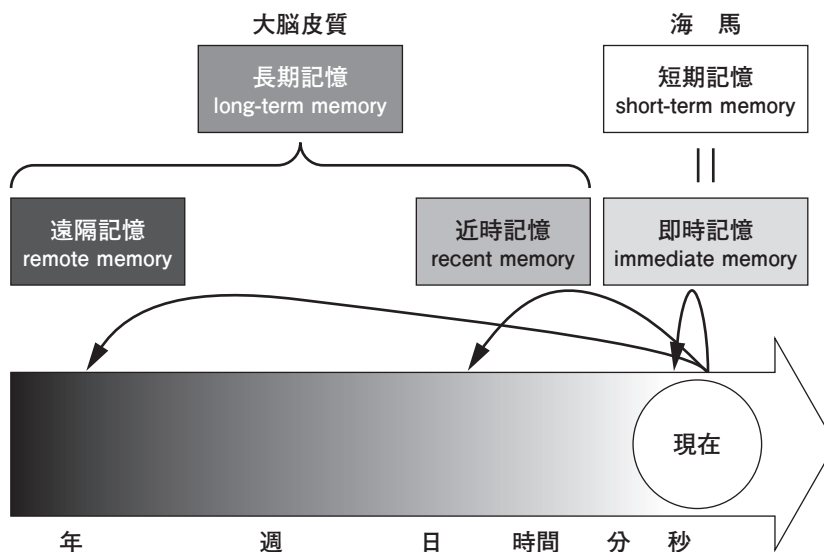 大脳皮質
海 馬
長期記憶
long-term memory
短期記憶
short-term memory
遠隔記憶
remote memory
近時記憶
recent memory
即時記憶
immediate memory
現在
年 週 日 時間 分 秒